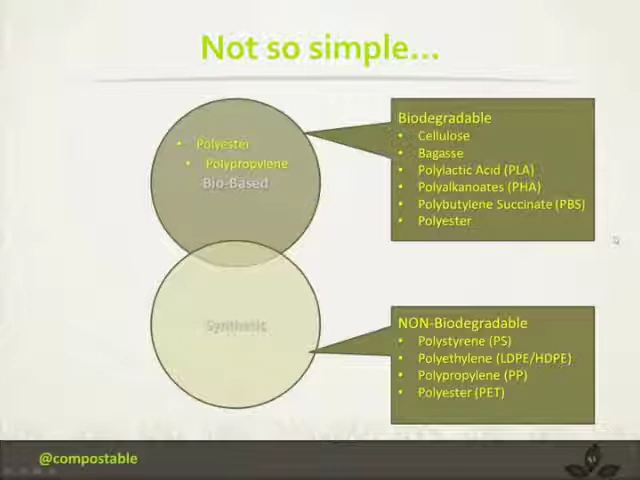 Not so simple...
• Polyester
• Polypropylene
Bio-Based
Synthetic
Biodegradable
• Cellulose
• Bagasse
• Polylactic Acid (PLA)
• Polyalkanoates (PHA)
• Polybutylene Succinate (PBS)
• Polyester
NON-Biodegradable
• Polystyrene (PS)
• Polyethylene (LDPE/HDPE)
• Polypropylene (PP)
• Polyester (PET)
@compostable